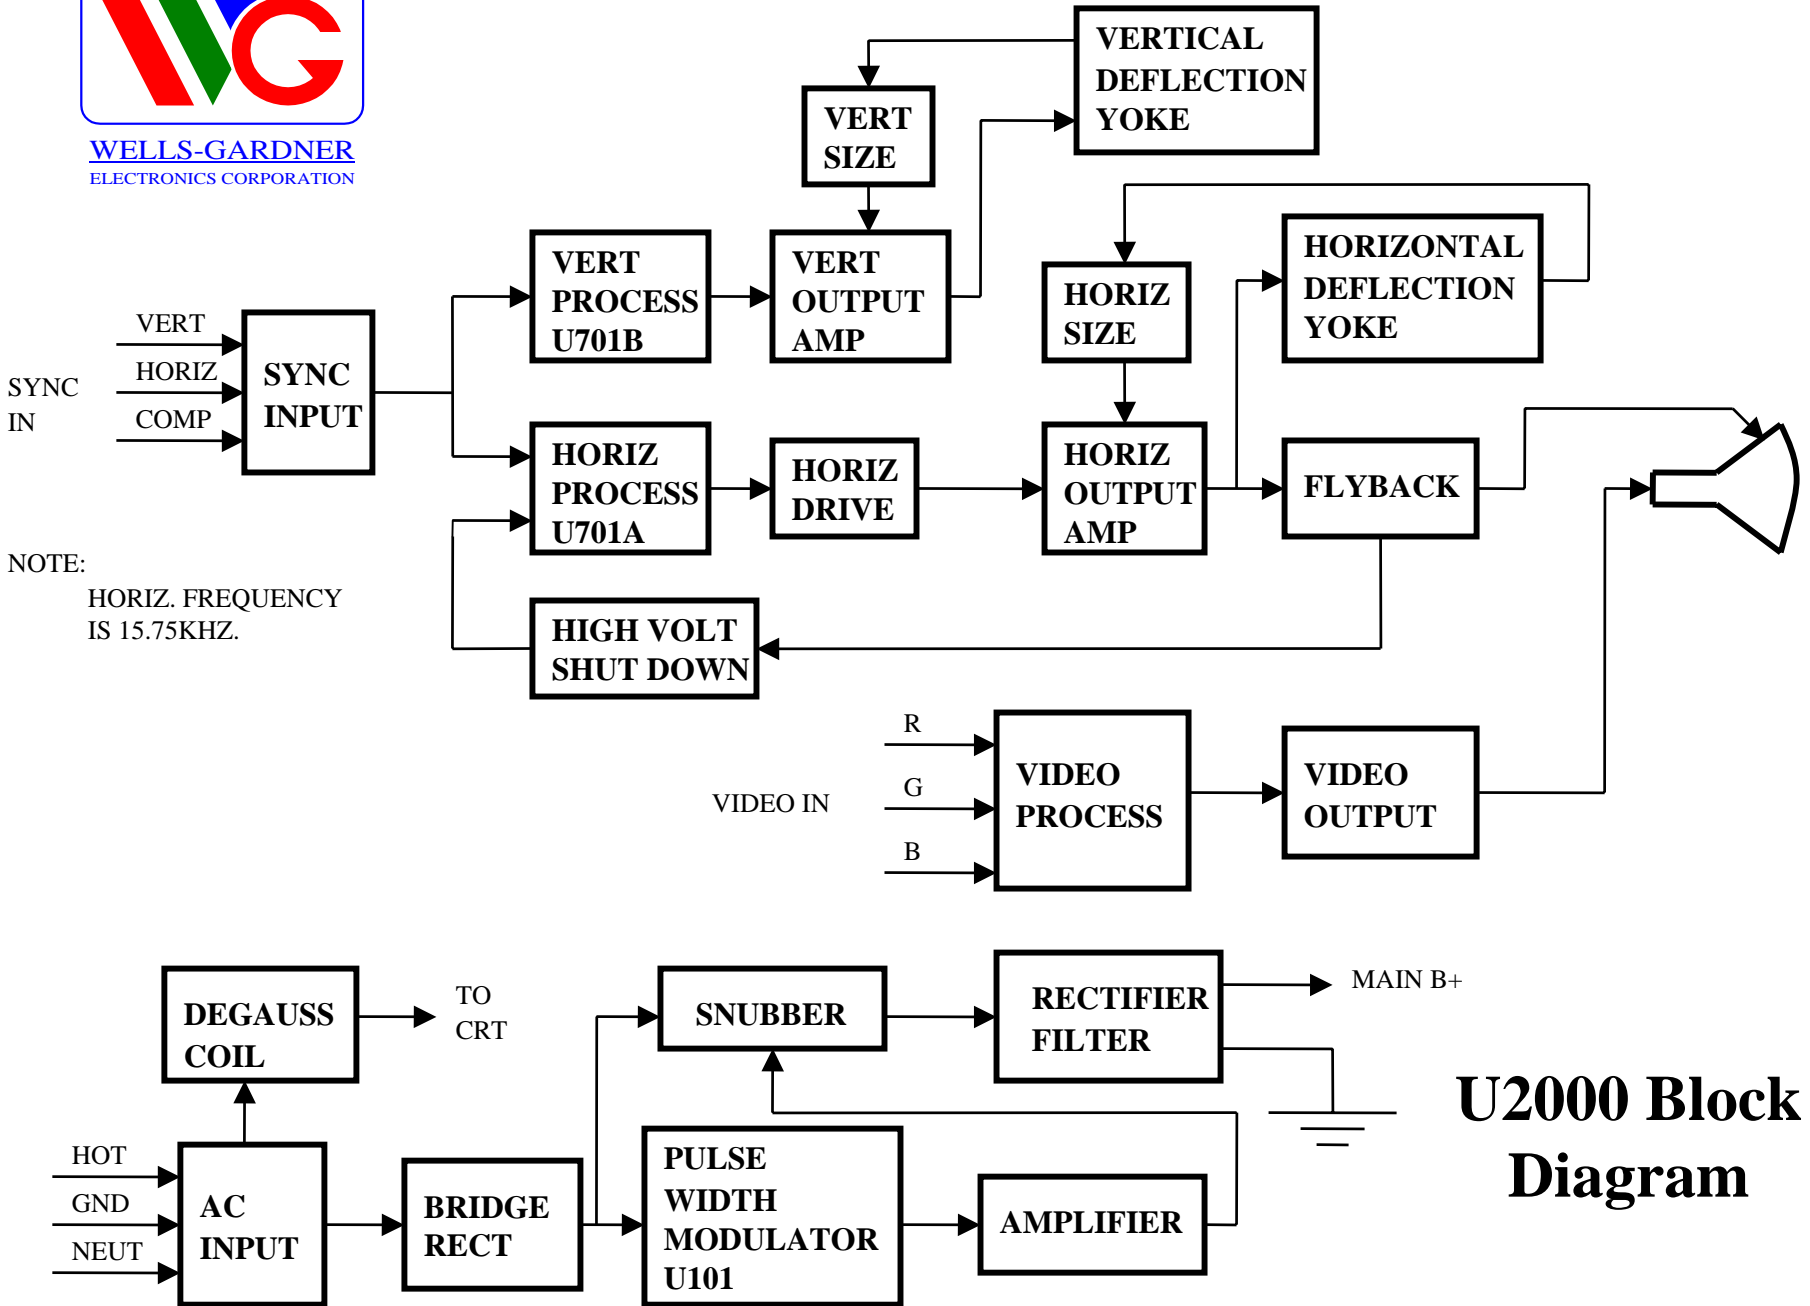 WELLS-GARDNER
ELECTRONICS CORPORATION
VERTICAL
DEFLECTION
YOKE
VERT
SIZE
VERT
PROCESS
U701B
VERT
OUTPUT
AMP
HORIZ
SIZE
HORIZONTAL
DEFLECTION
YOKE
SYNC
IN
VERT
HORIZ
COMP
SYNC
INPUT
HORIZ
PROCESS
U701A
HORIZ
DRIVE
HORIZ
OUTPUT
AMP
FLYBACK
NOTE:
HORIZ. FREQUENCY
IS 15.75KHZ.
HIGH VOLT
SHUT DOWN
VIDEO IN
R
G
B
VIDEO
PROCESS
VIDEO
OUTPUT
DEGAUSS
COIL
TO
CRT
SNUBBER
RECTIFIER
FILTER
MAIN B+
HOT
GND
NEUT
AC
INPUT
BRIDGE
RECT
PULSE
WIDTH
MODULATOR
U101
AMPLIFIER
U2000 Block
Diagram